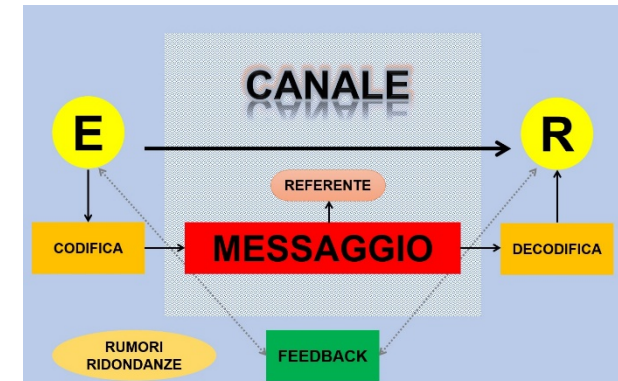 CANALE
E
R
REFERENTE
CODIFICA
MESSAGGIO
DECODIFICA
RUMORI
RIDONDANZE
FEEDBACK